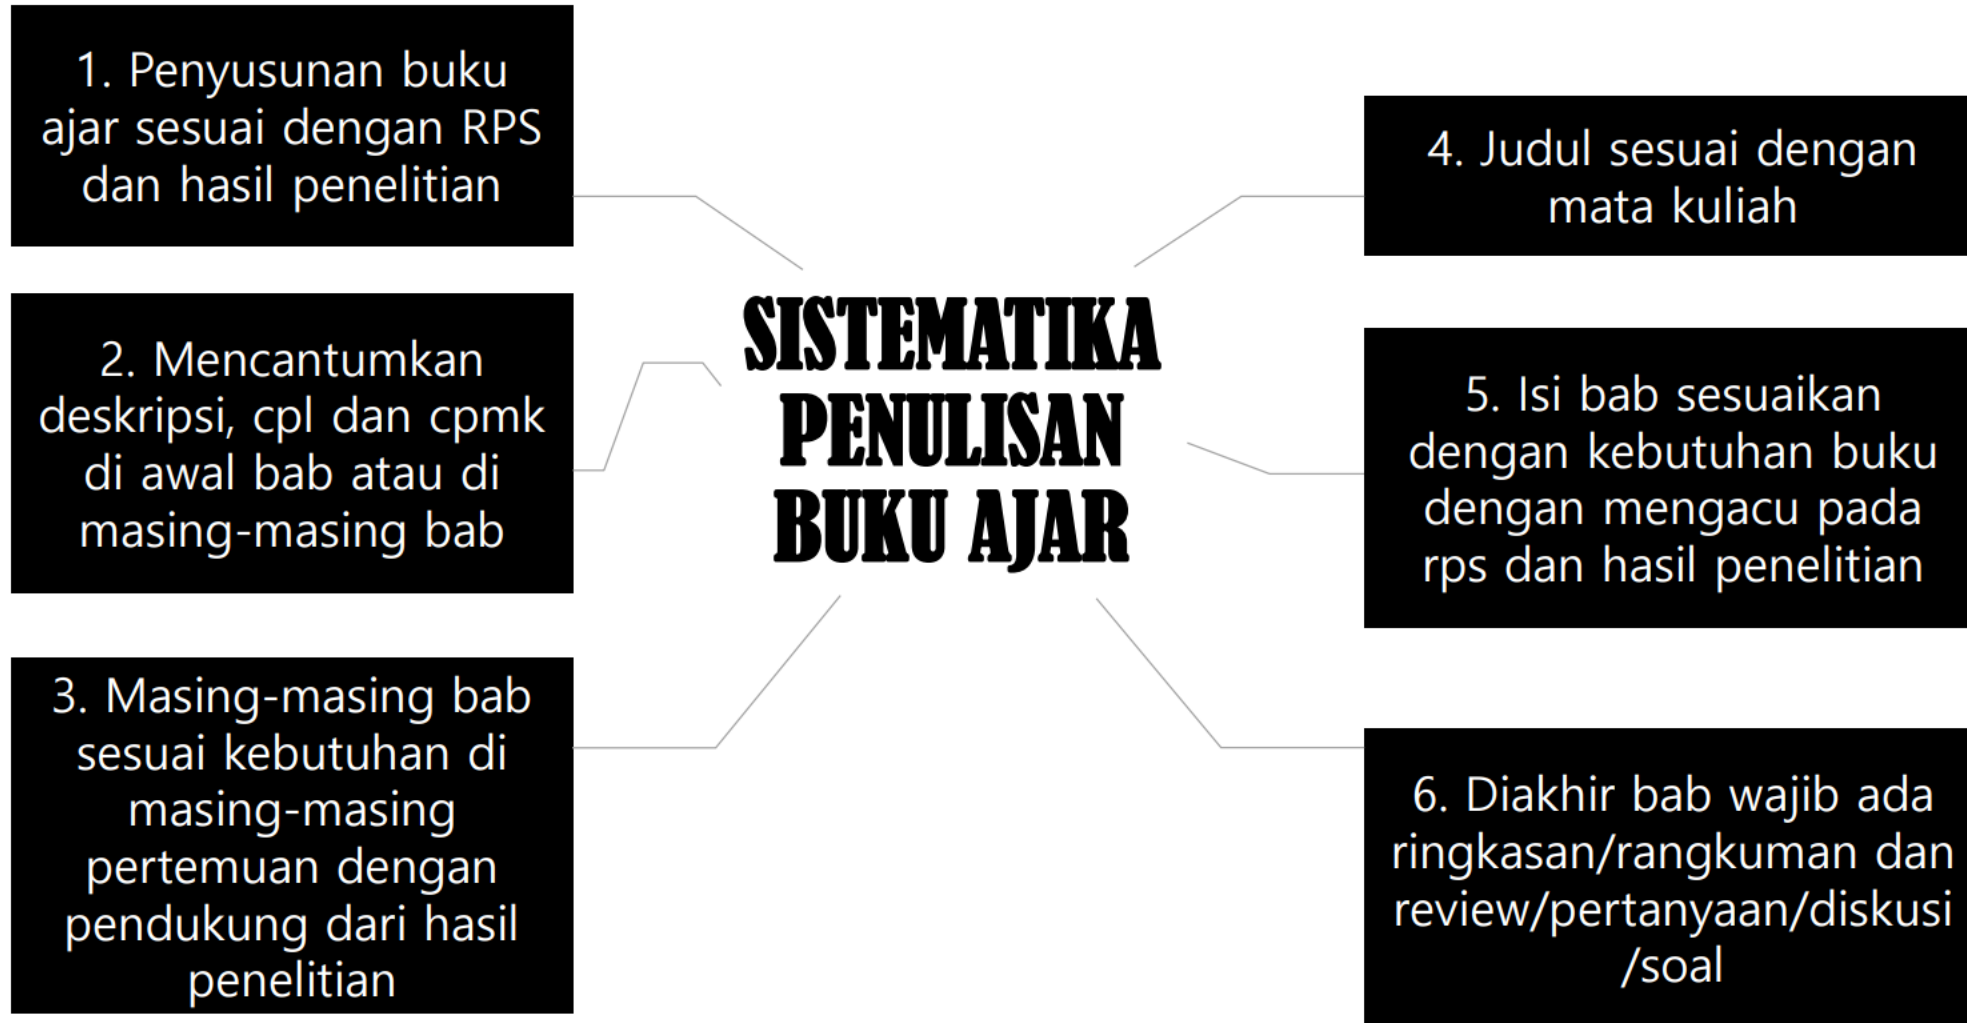 1. Penyusunan buku
ajar sesuai dengan RPS
dan hasil penelitian
2. Mencantumkan
deskripsi, cpl dan cpmk
di awal bab atau di
masing-masing bab
3. Masing-masing bab
sesuai kebutuhan di
masing-masing
pertemuan dengan
pendukung dari hasil
penelitian
SISTEMATIKA
PENULISAN
BUKU AJAR
4. Judul sesuai dengan
mata kuliah
5. Isi bab sesuaikan
dengan kebutuhan buku
dengan mengacu pada
rps dan hasil penelitian
6. Diakhir bab wajib ada
ringkasan/rangkuman dan
review/pertanyaan/diskusi
/soal